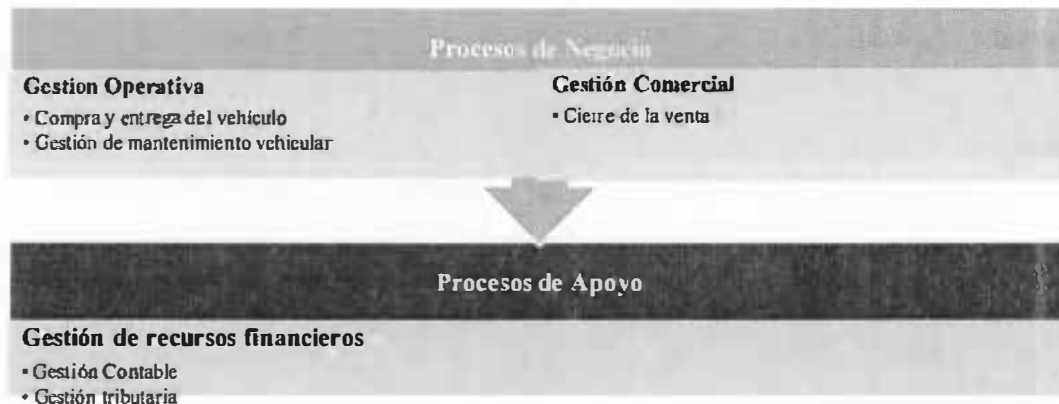 Procesos de Negocio
Gestion Operativa
• Compra y entrega del vehículo
• Gestión de mantenimiento vehicular
Gestión Comercial
• Cierre de la venta
Procesos de Apoyo
Gestión de recursos financieros
• Gestión Contable
• Gestión tributaria